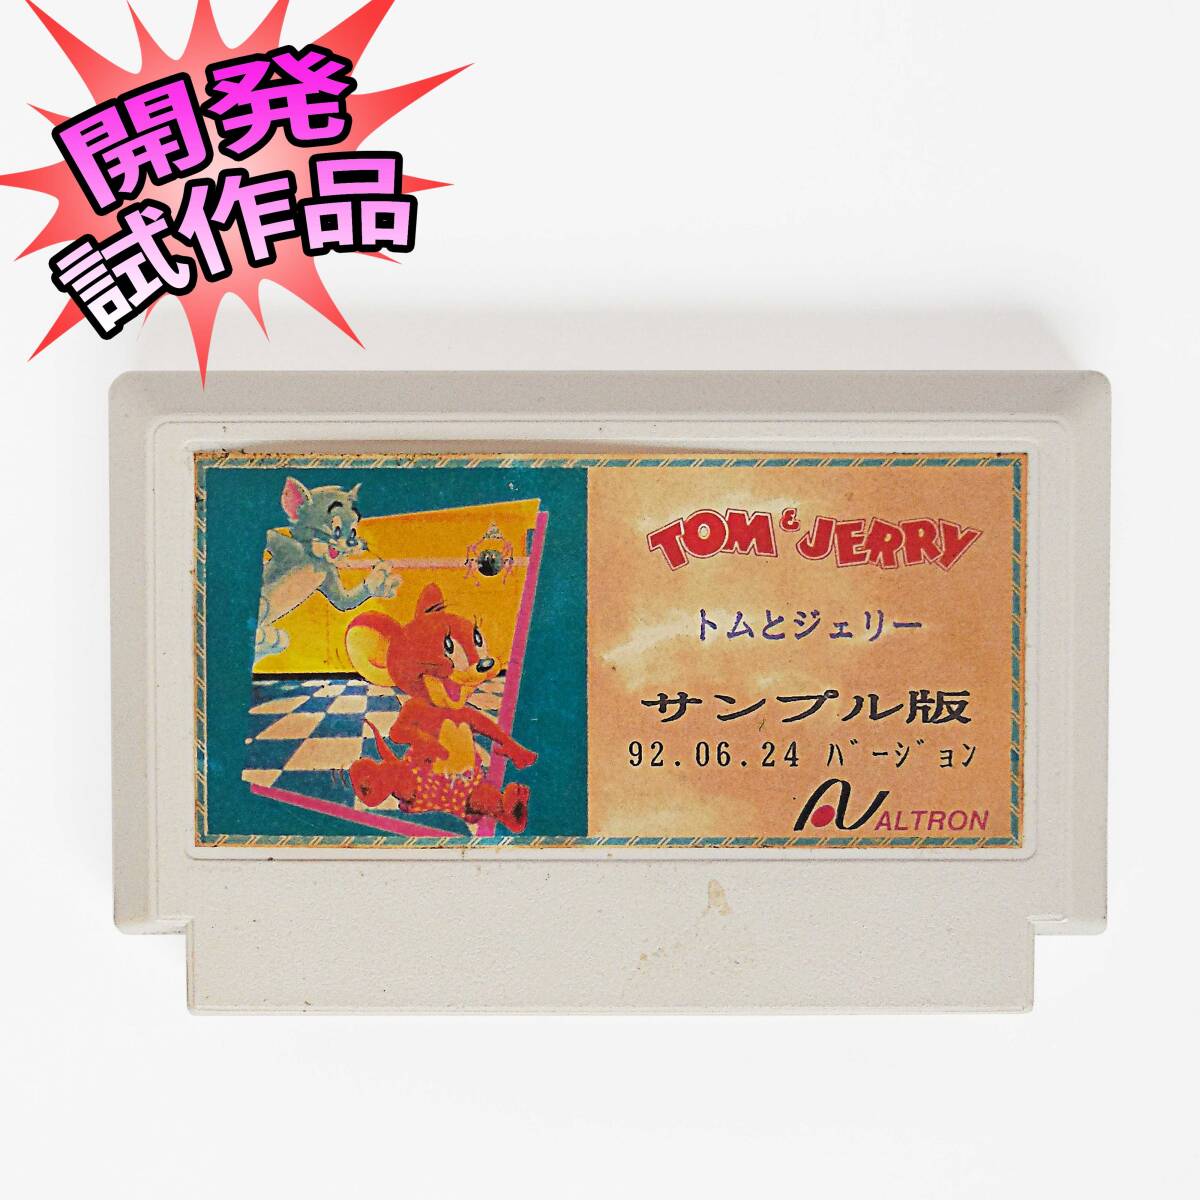 開発
試作品
TOM & JERRY
トムとジェリー
サンプル版
92.06.24 ﾊﾞｰｼﾞｮﾝ
ALTRON